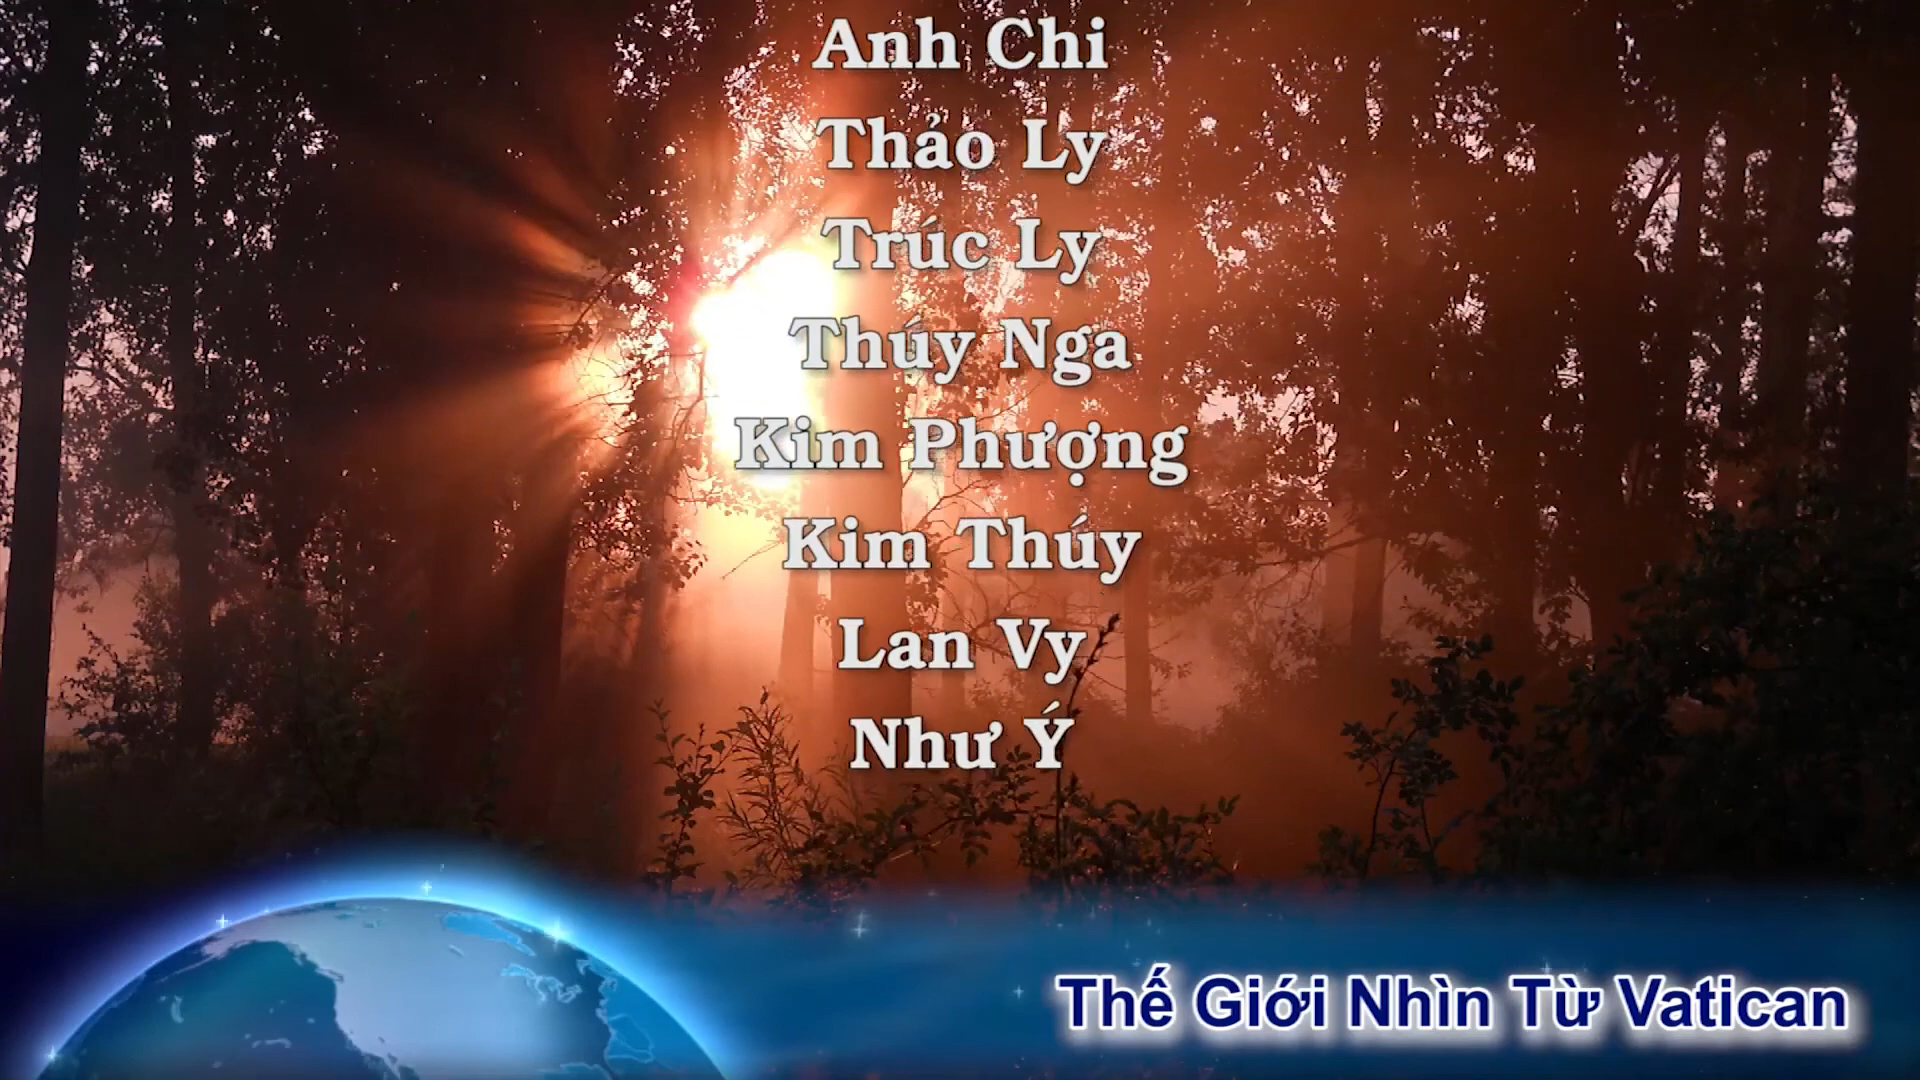 Anh Chi
Thảo Ly
Trúc Ly
Thúy Nga
Kim Phượng
Kim Thúy
Lan Vy
Như Ý
Thế Giới Nhìn Từ Vatican